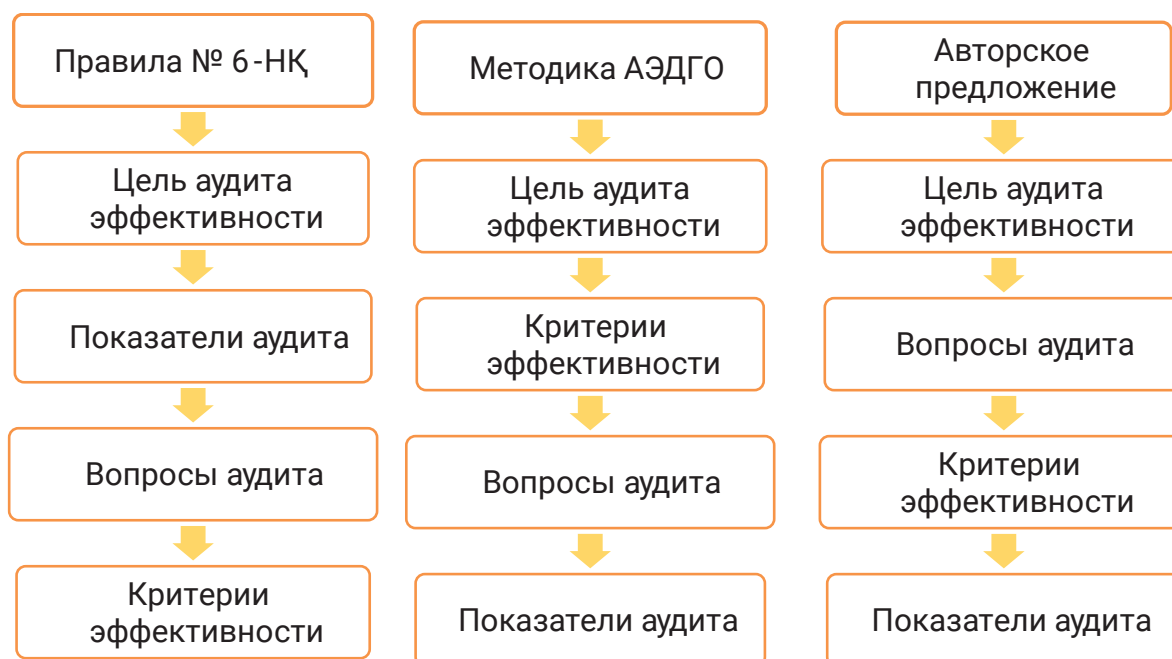 Правила № 6-НҚ
Цель аудита
эффективности
Показатели аудита
Вопросы аудита
Критерии
эффективности
Методика АЭДГО
Цель аудита
эффективности
Критерии
эффективности
Вопросы аудита
Показатели аудита
Авторское
предложение
Цель аудита
эффективности
Вопросы аудита
Критерии
эффективности
Показатели аудита